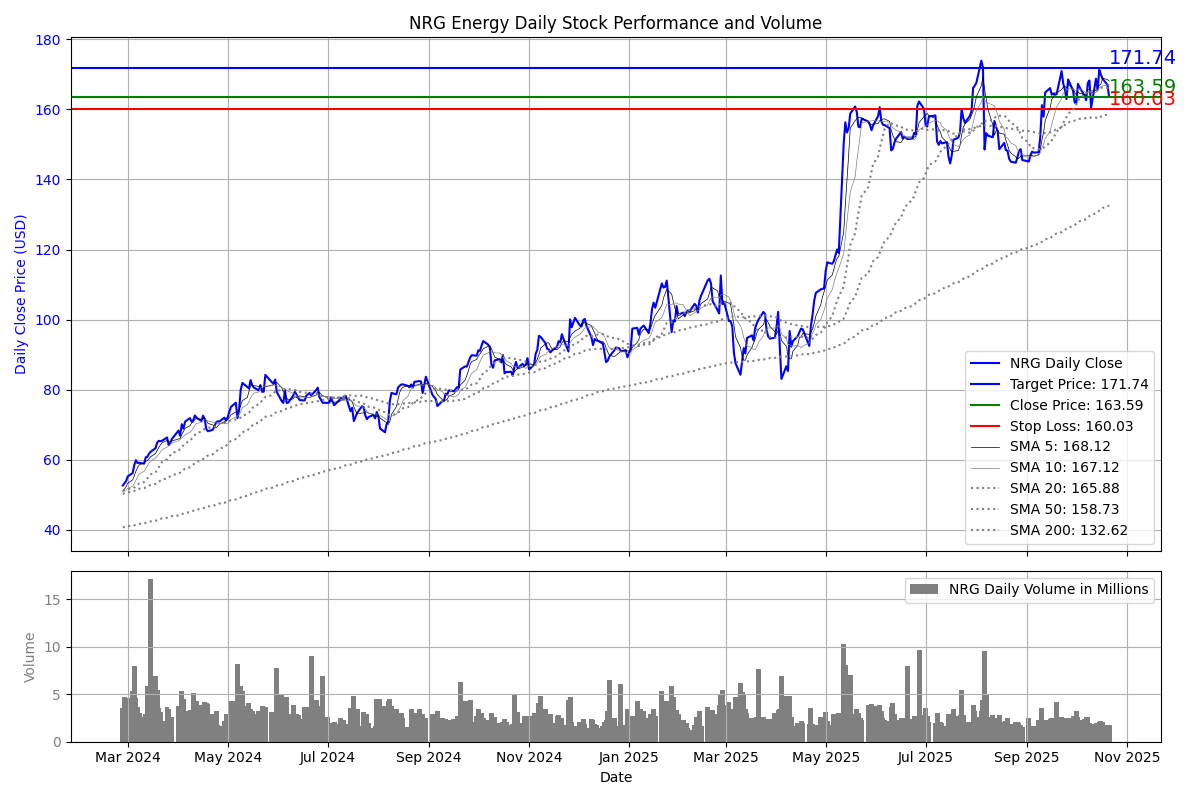 NRG Energy Daily Stock Performance and Volume
Daily Close Price (USD)
180
160
140
120
100
80
60
40
171.74
163.59
160.03
NRG Daily Close
Target Price: 171.74
Close Price: 163.59
Stop Loss: 160.03
SMA 5: 168.12
SMA 10: 167.12
SMA 20: 165.88
SMA 50: 158.73
SMA 200: 132.62
Volume
15
10
5
0
NRG Daily Volume in Millions
Mar 2024 May 2024 Jul 2024 Sep 2024 Nov 2024 Jan 2025 Mar 2025 May 2025 Jul 2025 Sep 2025 Nov 2025
Date